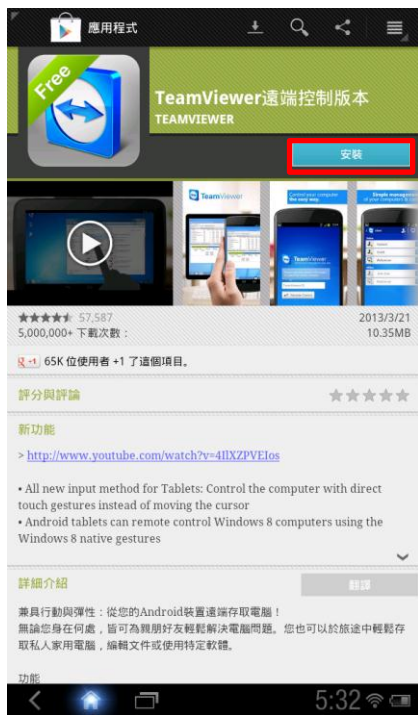 應用程式
Free
TeamViewer遠端控制版本
TEAMVIEWER
安裝
TeamViewer
57,587
2013/3/21
5,000,000+ 下載次數：
10.35MB
+1 65K 位使用者 +1 了這個項目。
評分與評論
新功能
> http://www.youtube.com/watch?v=4IlXZPVEIos
• All new input method for Tablets: Control the computer with direct
touch gestures instead of moving the cursor
• Android tablets can remote control Windows 8 computers using the
Windows 8 native gestures
詳細介紹
翻譯
兼具行動與彈性：從您的Android裝置遠端存取電腦！
無論您身在何處，皆可為親朋好友輕鬆解決電腦問題。您也可以於旅途中輕鬆存
取私人家用電腦，編輯文件或使用特定軟體。
功能
5:32